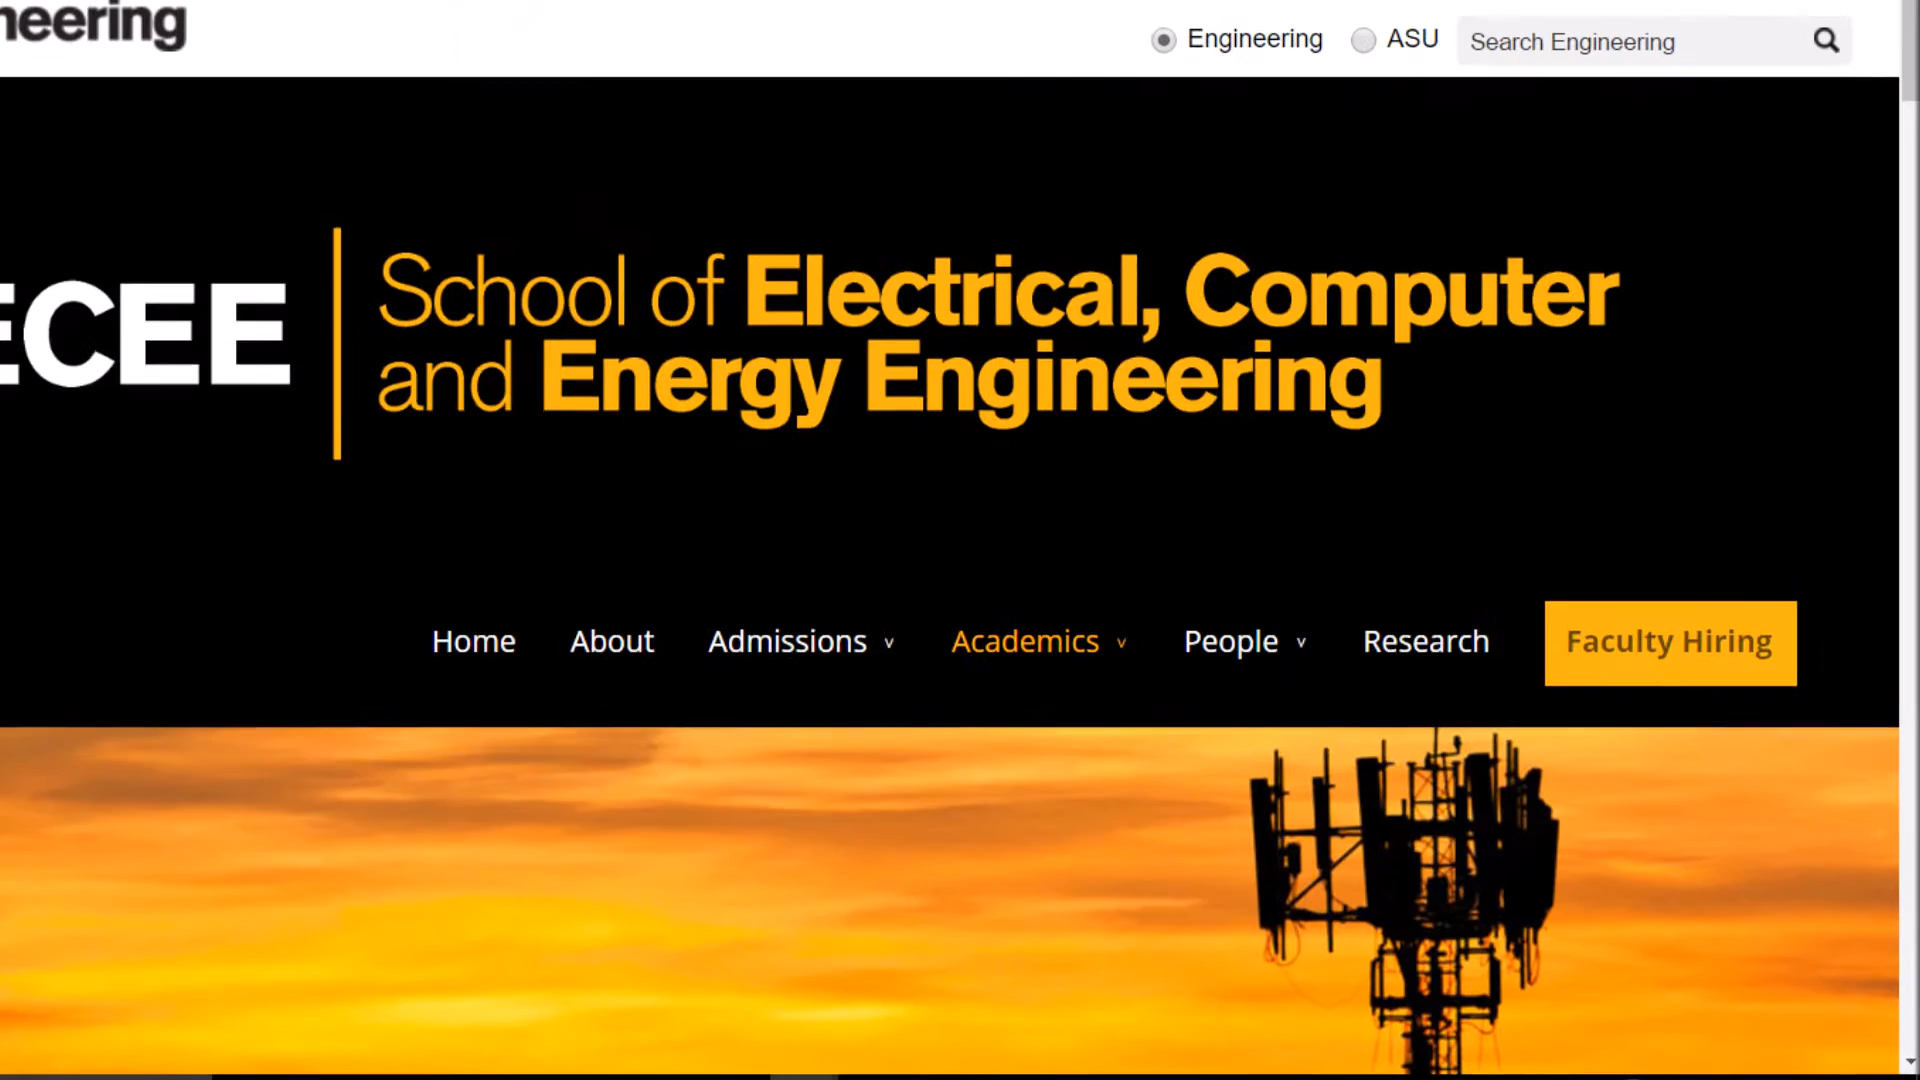 neering
Engineering ASU Search Engineering
ECEE
School of Electrical, Computer
and Energy Engineering
Home About Admissions v Academics v People v Research Faculty Hiring